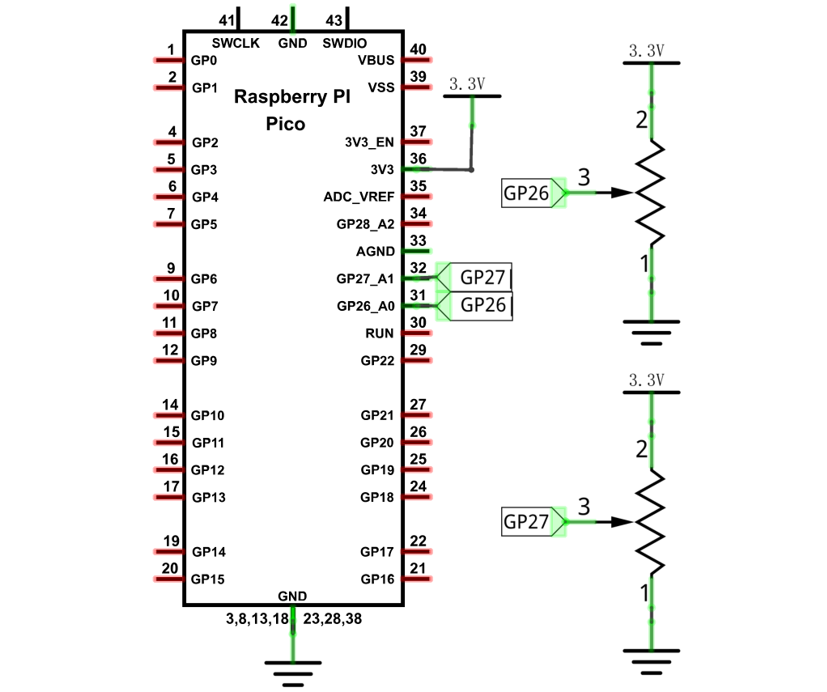 41 42 43
SWCLK GND SWDIO
Raspberry PI
Pico
1 GP0
2 GP1
4 GP2
5 GP3
6 GP4
7 GP5
9 GP6
10 GP7
11 GP8
12 GP9
14 GP10
15 GP11
16 GP12
17 GP13
19 GP14
20 GP15
VBUS 40
VSS 39
3V3_EN 37
3V3 36
ADC_VREF 35
GP28_A2 34
AGND 33
GP27_A1 32
GP26_A0 31
RUN 30
GP22 29
GP21 27
GP20 26
GP19 25
GP18 24
GP17 22
GP16 21
GND
3,8,13,18 23,28,38
3.3V
GP27
GP26
3.3V
2
GP26 3
1
3.3V
2
GP27 3
1